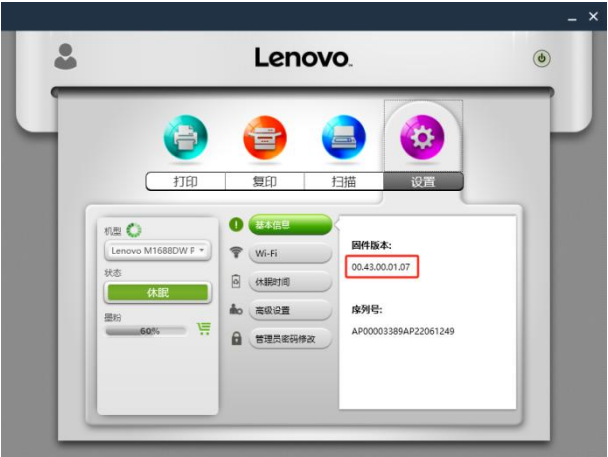 Lenovo
打印
复印
扫描
设置
机型
Lenovo M1688DW F
状态
休眠
墨粉
60%
基本信息
Wi-Fi
休眠时间
高级设置
管理员密码修改
固件版本:
00.43.00.01.07
序列号:
AP00003389AP22061249